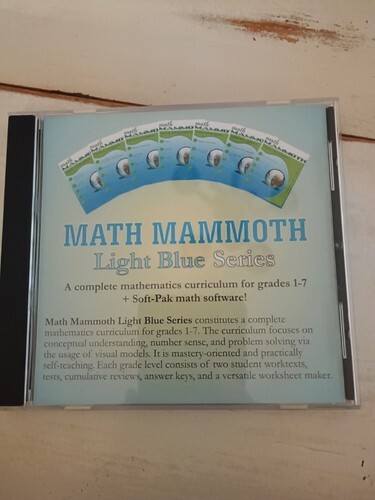 MATH MAMMOTH
Light Blue Series
A complete mathematics curriculum for grades 1-7
+ Soft-Pak math software!
Math Mammoth Light Blue Series constitutes a complete
mathematics curriculum for grades 1-7. The curriculum focuses on
conceptual understanding, number sense, and problem solving via
the usage of visual models. It is mastery-oriented and practically
self-teaching. Each grade level consists of two student worktexts,
tests, cumulative reviews, answer keys, and a versatile worksheet maker.